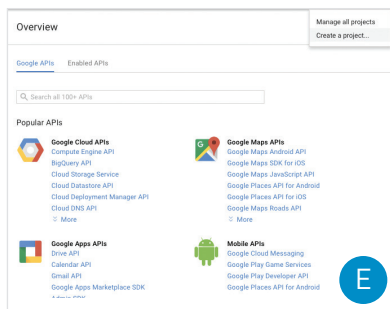 Overview
Manage all projects
Create a project...
Google APIs
Enabled APIs
Search all 100+ APIs
Popular APIs
Google Cloud APIs
Compute Engine API
BigQuery API
Cloud Storage Service
Cloud Datastore API
Cloud Deployment Manager API
Cloud DNS API
More
Google Maps APIs
Google Maps Android API
Google Maps SDK for iOS
Google Maps JavaScript API
Google Places API for Android
Google Places API for iOS
Google Maps Roads API
More
Google Apps APIs
Drive API
Calendar API
Gmail API
Google Apps Marketplace SDK
Admin SDK
Mobile APIs
Google Cloud Messaging
Google Play Game Services
Google Play Developer API
Google Places API for Android
G
E